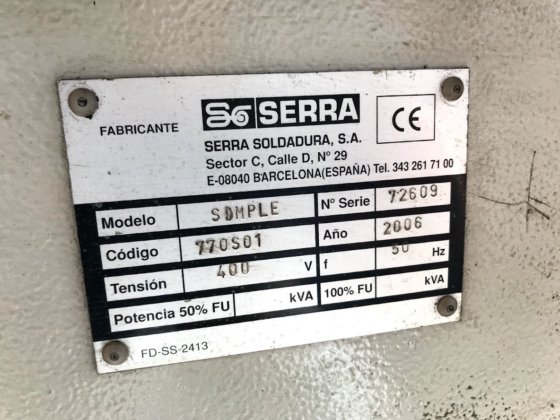 FABRICANTE SERRA CE
SERRA SOLDADURA, S.A.
Sector C, Calle D, Nº 29
E-08040 BARCELONA(ESPAÑA) Tel. 343 261 71 00
Modelo SDMPLE Nº Serie 72609
Código 770S01 Año 2006
Tensión 400 V f 50 Hz
Potencia 50% FU kVA 100% FU kVA
FD-SS-2413